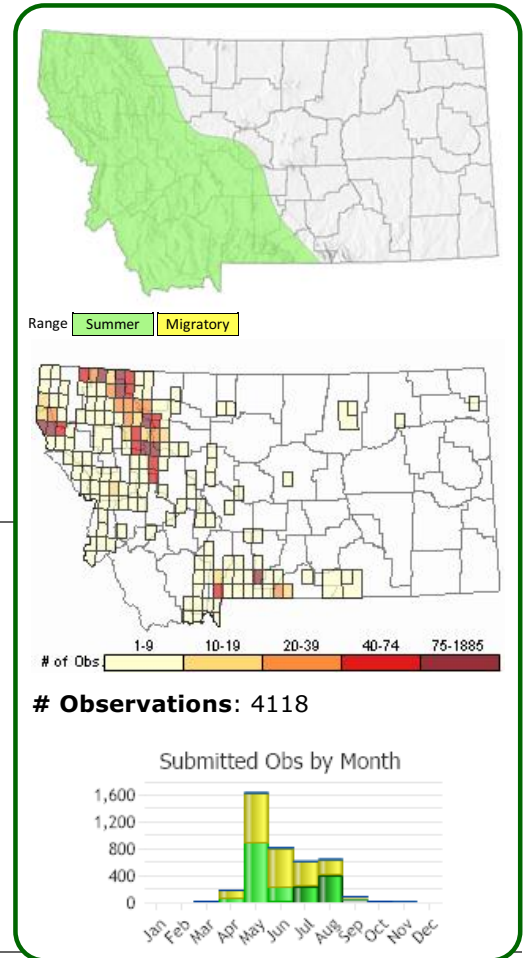 Range Summer Migratory
1-9 10-19 20-39 40-74 75-1885
# of Obs.
# Observations: 4118
Submitted Obs by Month
1,600
1,200
800
400
0
Jan Feb Mar Apr May Jun Jul Aug Sep Oct Nov Dec